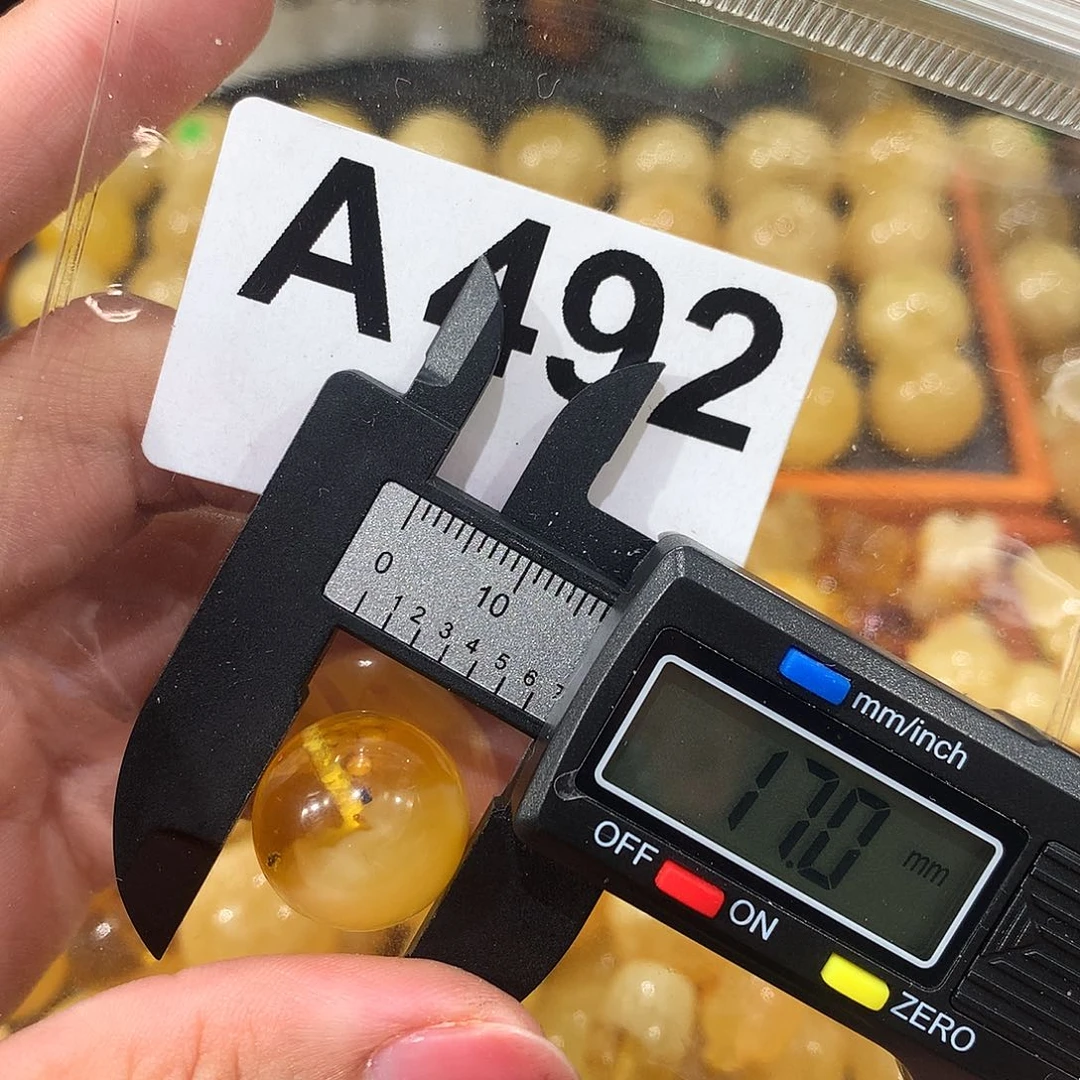 A492
0 10
1 2 3 4 5 6 7
mm/inch
17.0 mm
OFF ON
ZERO